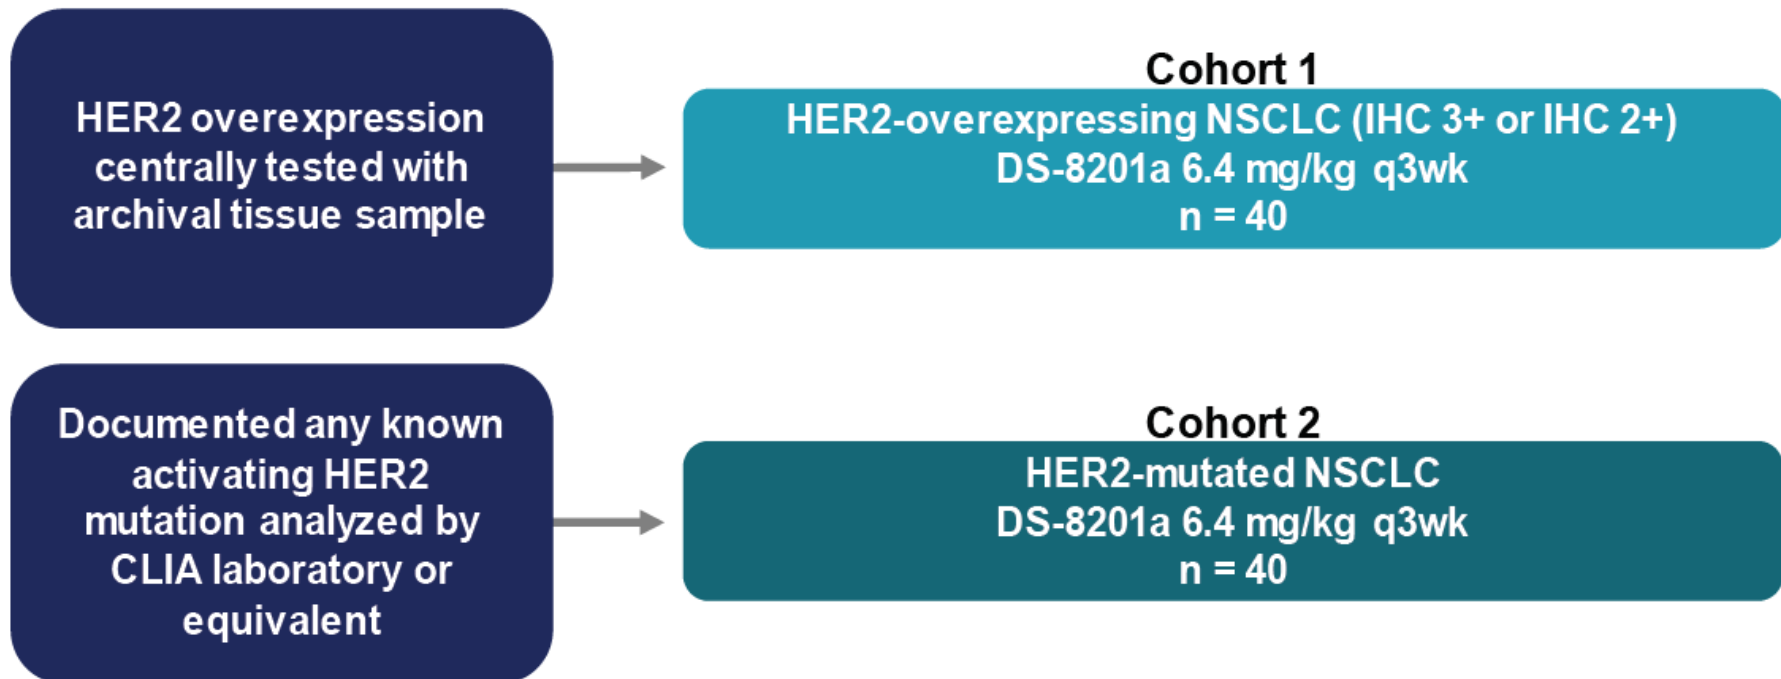 HER2 overexpression
centrally tested with
archival tissue sample
Cohort 1
HER2-overexpressing NSCLC (IHC 3+ or IHC 2+)
DS-8201a 6.4 mg/kg q3wk
n = 40
Documented any known
activating HER2
mutation analyzed by
CLIA laboratory or
equivalent
Cohort 2
HER2-mutated NSCLC
DS-8201a 6.4 mg/kg q3wk
n = 40